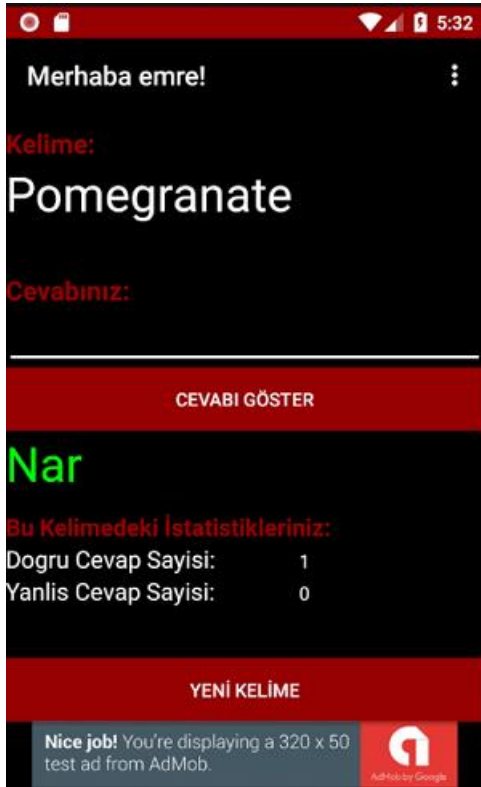 5:32
Merhaba emre!
Kelime:
Pomegranate
Cevabınız:
CEVABI GÖSTER
Nar
Bu Kelimedeki İstatistikleriniz:
Dogru Cevap Sayisi: 1
Yanlis Cevap Sayisi: 0
YENİ KELİME
Nice job! You're displaying a 320 x 50
test ad from AdMob.
AdMob by Google